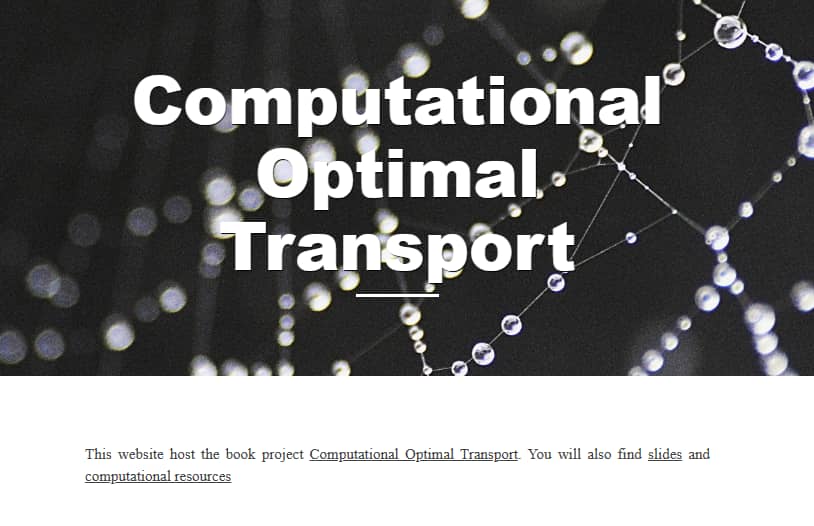 Computational
Optimal
Transport
This website host the book project Computational Optimal Transport. You will also find slides and
computational resources